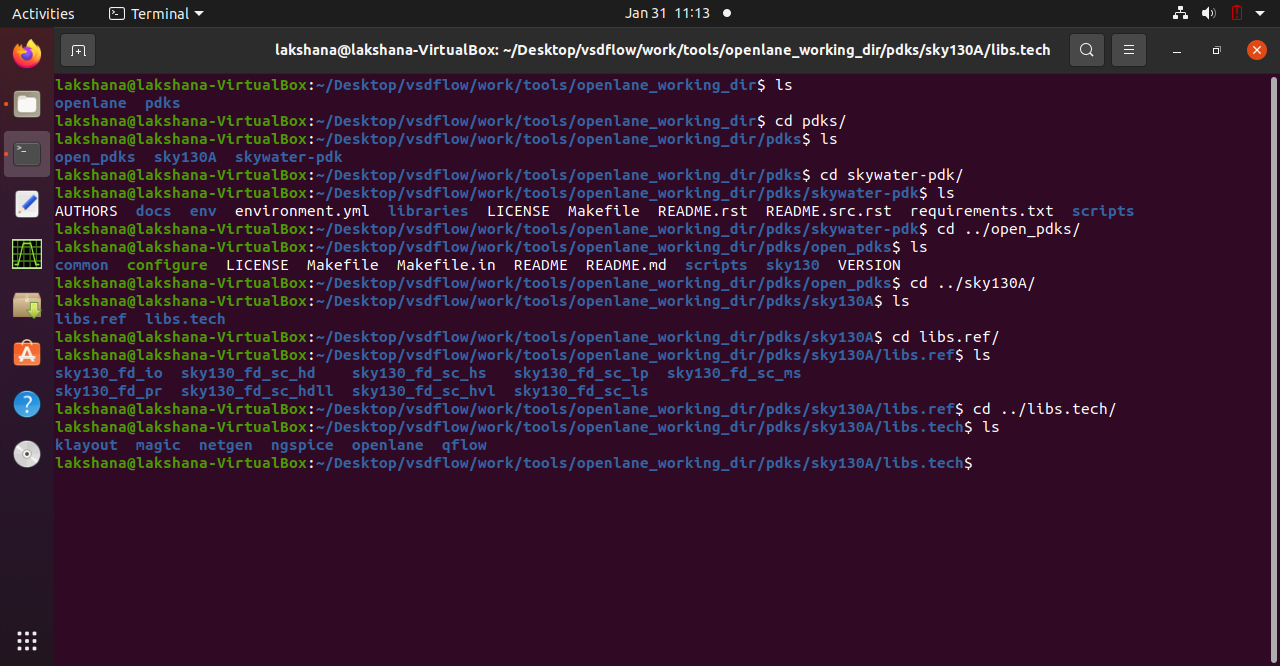 Activities Terminal Jan 31 11:13
lakshana@lakshana-VirtualBox: ~/Desktop/vsdflow/work/tools/openlane_working_dir/pdks/sky130A/libs.tech
lakshana@lakshana-VirtualBox:~/Desktop/vsdflow/work/tools/openlane_working_dir$ ls
openlane  pdks
lakshana@lakshana-VirtualBox:~/Desktop/vsdflow/work/tools/openlane_working_dir$ cd pdks/
lakshana@lakshana-VirtualBox:~/Desktop/vsdflow/work/tools/openlane_working_dir/pdks$ ls
open_pdks  sky130A  skywater-pdk
lakshana@lakshana-VirtualBox:~/Desktop/vsdflow/work/tools/openlane_working_dir/pdks$ cd skywater-pdk/
lakshana@lakshana-VirtualBox:~/Desktop/vsdflow/work/tools/openlane_working_dir/pdks/skywater-pdk$ ls
AUTHORS  docs  env  environment.yml  libraries  LICENSE  Makefile  README.rst  README.src.rst  requirements.txt  scripts
lakshana@lakshana-VirtualBox:~/Desktop/vsdflow/work/tools/openlane_working_dir/pdks/skywater-pdk$ cd ../open_pdks/
lakshana@lakshana-VirtualBox:~/Desktop/vsdflow/work/tools/openlane_working_dir/pdks/open_pdks$ ls
common  configure  LICENSE  Makefile  Makefile.in  README  README.md  scripts  sky130  VERSION
lakshana@lakshana-VirtualBox:~/Desktop/vsdflow/work/tools/openlane_working_dir/pdks/open_pdks$ cd ../sky130A/
lakshana@lakshana-VirtualBox:~/Desktop/vsdflow/work/tools/openlane_working_dir/pdks/sky130A$ ls
libs.ref  libs.tech
lakshana@lakshana-VirtualBox:~/Desktop/vsdflow/work/tools/openlane_working_dir/pdks/sky130A$ cd libs.ref/
lakshana@lakshana-VirtualBox:~/Desktop/vsdflow/work/tools/openlane_working_dir/pdks/sky130A/libs.ref$ ls
sky130_fd_io  sky130_fd_sc_hd    sky130_fd_sc_hs   sky130_fd_sc_lp  sky130_fd_sc_ms
sky130_fd_pr  sky130_fd_sc_hdll  sky130_fd_sc_hvl  sky130_fd_sc_ls
lakshana@lakshana-VirtualBox:~/Desktop/vsdflow/work/tools/openlane_working_dir/pdks/sky130A/libs.ref$ cd ../libs.tech/
lakshana@lakshana-VirtualBox:~/Desktop/vsdflow/work/tools/openlane_working_dir/pdks/sky130A/libs.tech$ ls
klayout  magic  netgen  ngspice  openlane  qflow
lakshana@lakshana-VirtualBox:~/Desktop/vsdflow/work/tools/openlane_working_dir/pdks/sky130A/libs.tech$